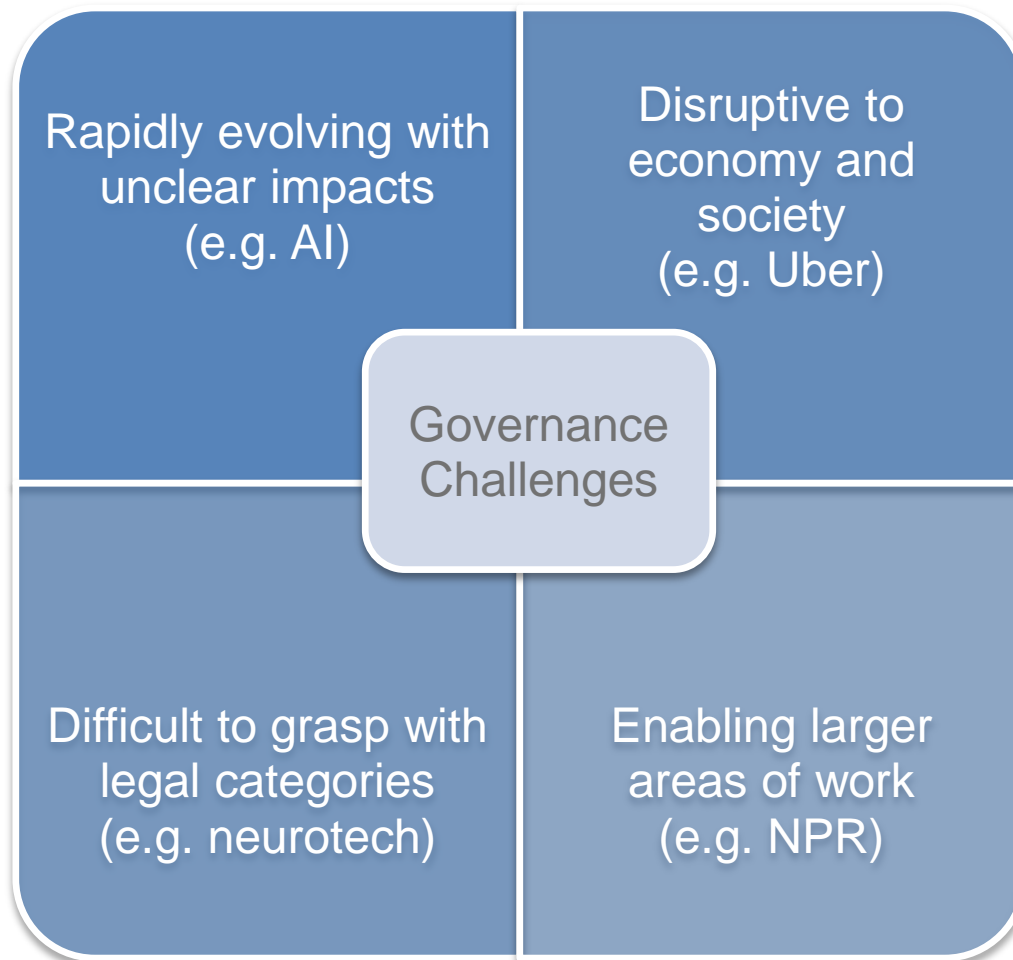 Rapidly evolving with
unclear impacts
(e.g. AI)
Disruptive to
economy and
society
(e.g. Uber)
Governance
Challenges
Difficult to grasp with
legal categories
(e.g. neurotech)
Enabling larger
areas of work
(e.g. NPR)